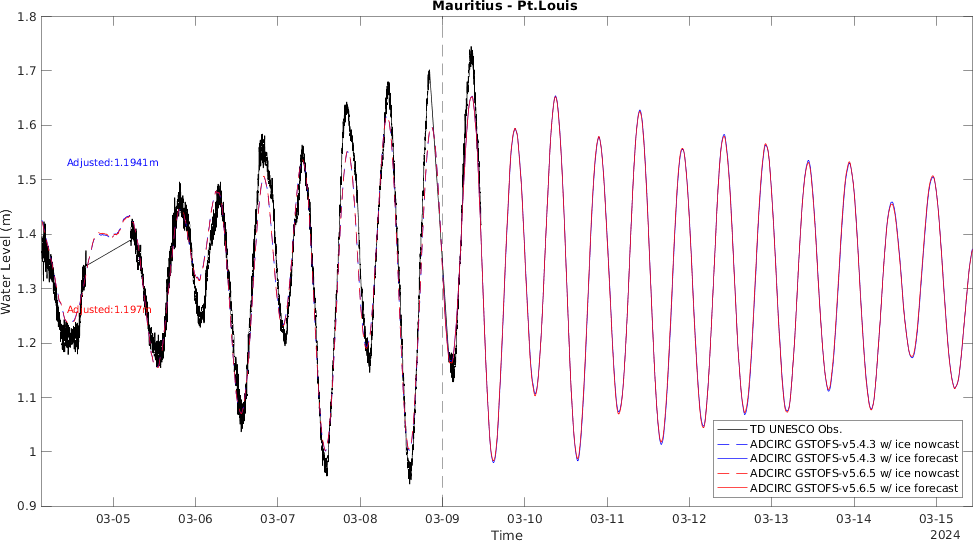 Mauritius - Pt.Louis
Water Level (m)
1.8
1.7
1.6
1.5
1.4
1.3
1.2
1.1
1
0.9
Adjusted:1.1941m
Adjusted:1.197m
TD UNESCO Obs.
ADCIRC GSTOFS-v5.4.3 w/ ice nowcast
ADCIRC GSTOFS-v5.4.3 w/ ice forecast
ADCIRC GSTOFS-v5.6.5 w/ ice nowcast
ADCIRC GSTOFS-v5.6.5 w/ ice forecast
03-05 03-06 03-07 03-08 03-09 03-10 03-11 03-12 03-13 03-14 03-15
Time
2024